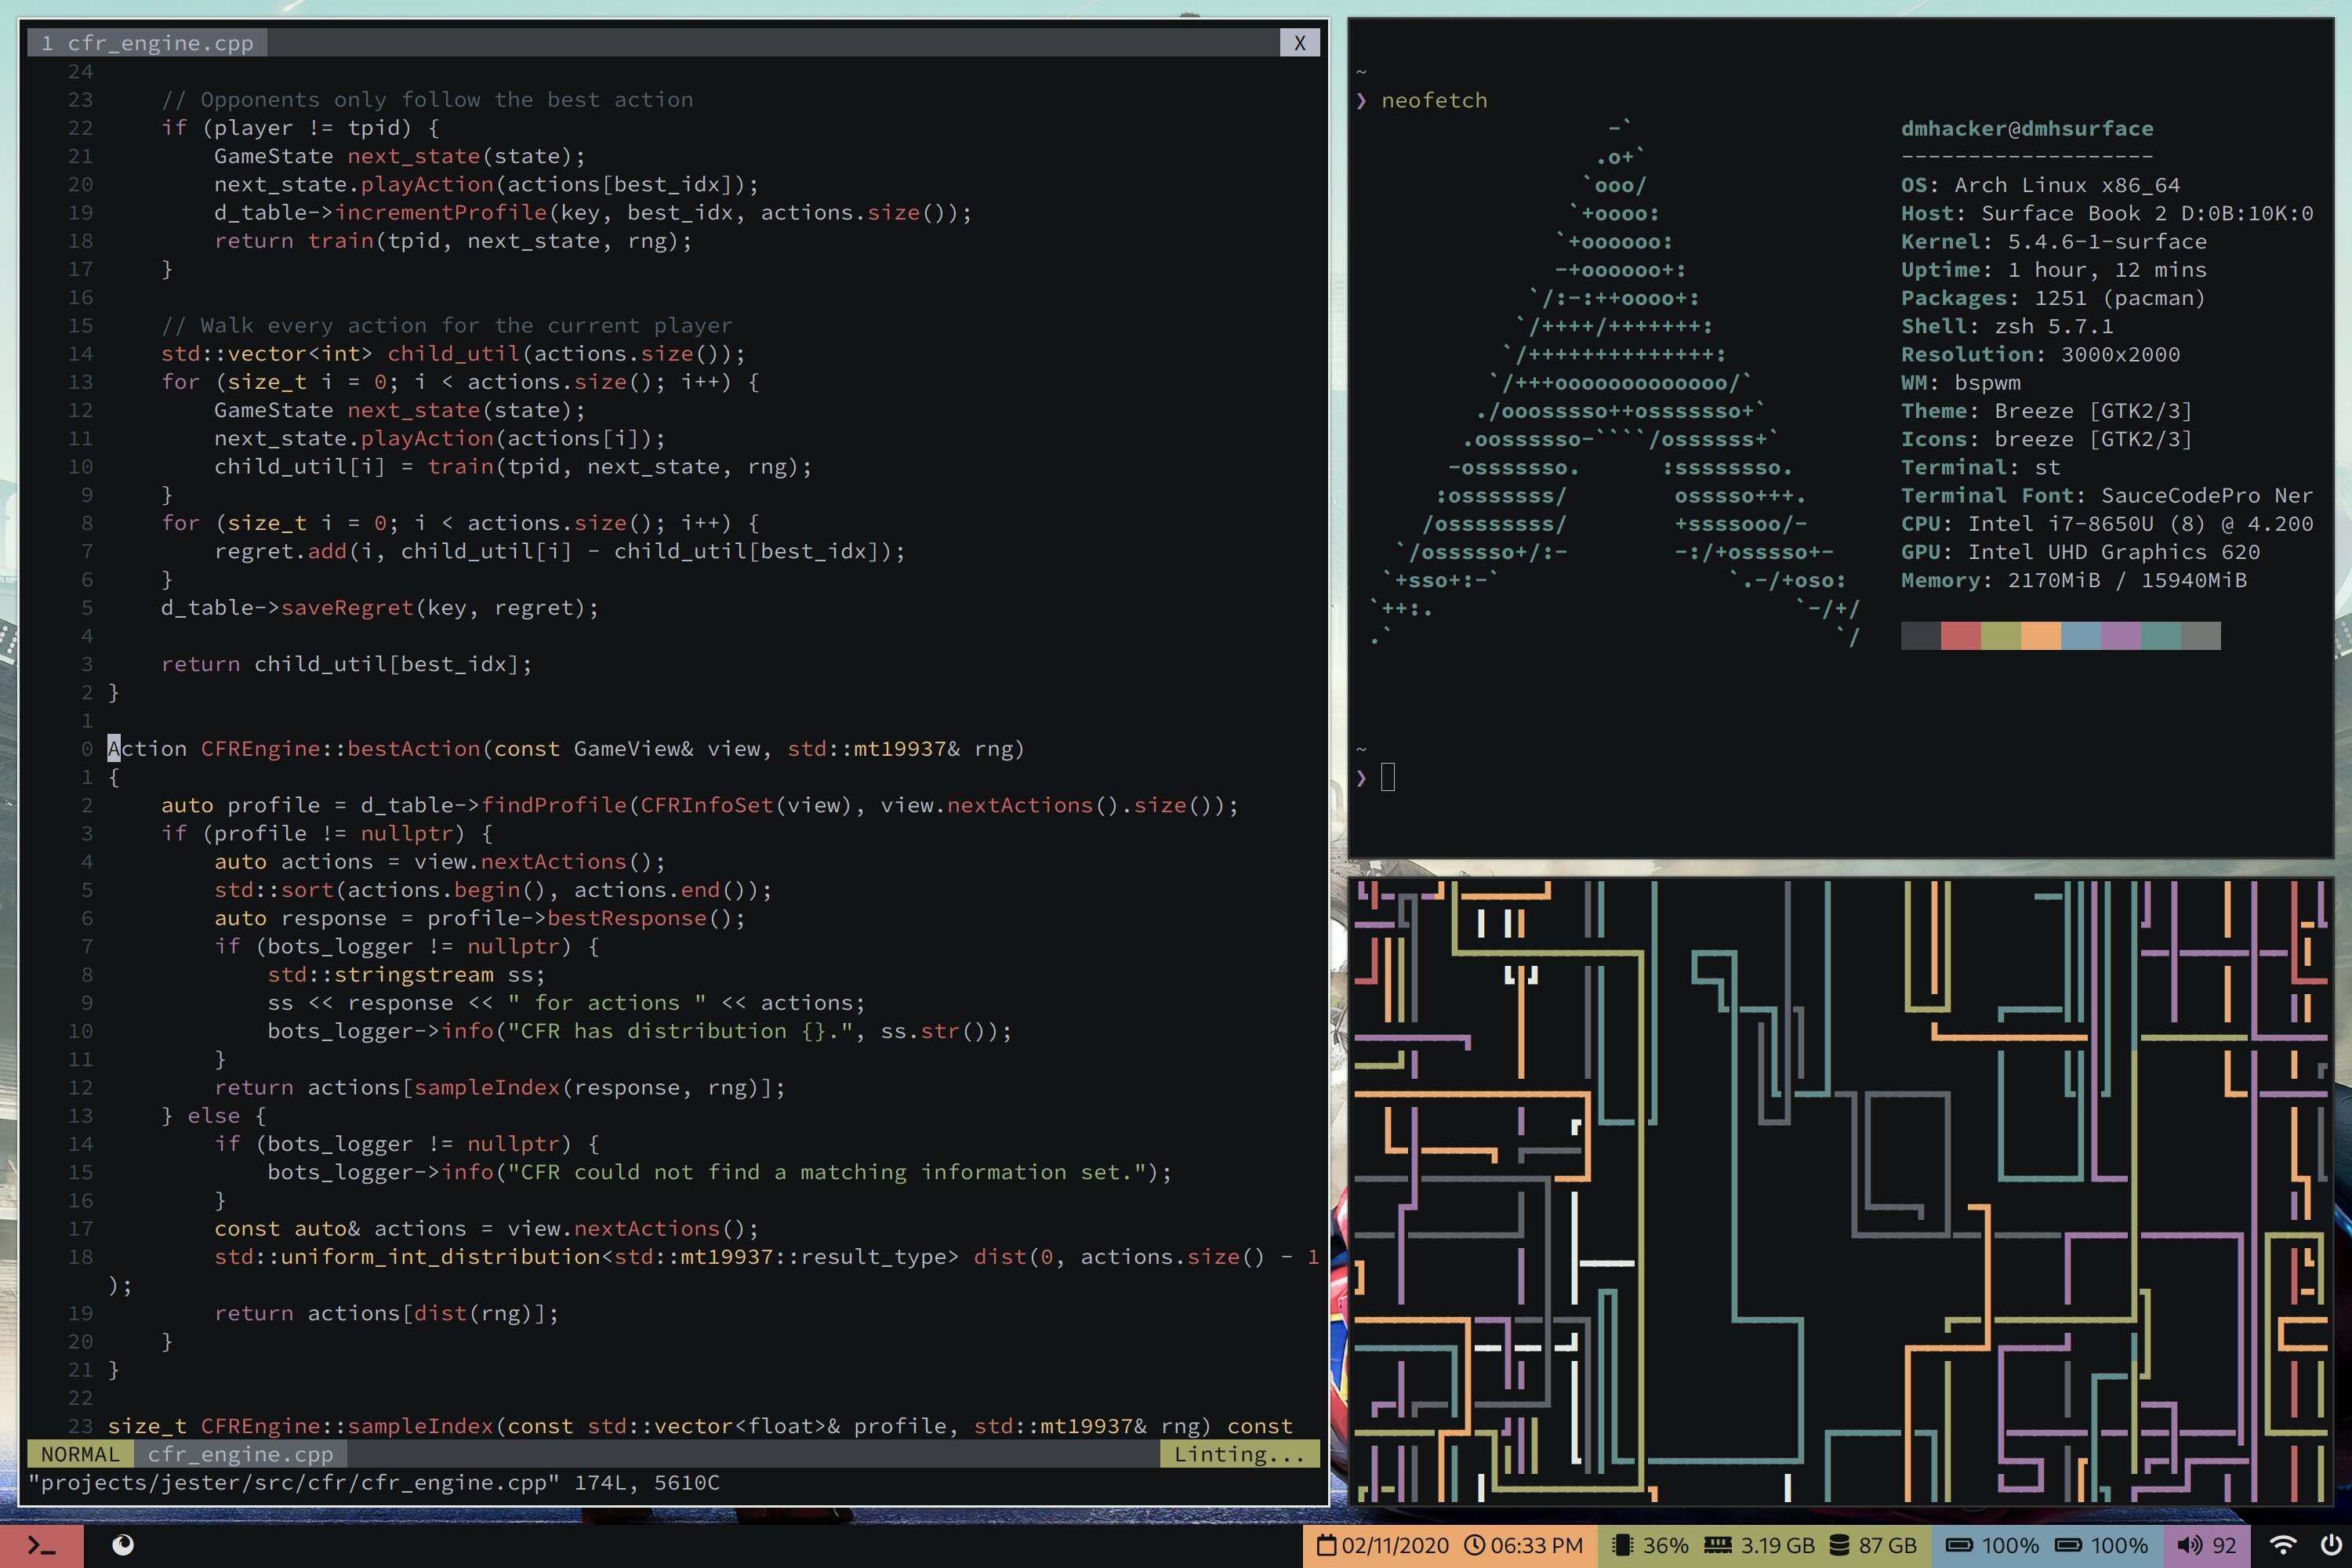 1 cfr_engine.cpp X
24
23 // Opponents only follow the best action
22 if (player != tpid) {
21 GameState next_state(state);
20 next_state.playAction(actions[best_idx]);
19 d_table->incrementProfile(key, best_idx, actions.size());
18 return train(tpid, next_state, rng);
17 }
16
15 // Walk every action for the current player
14 std::vector<int> child_util(actions.size());
13 for (size_t i = 0; i < actions.size(); i++) {
12 GameState next_state(state);
11 next_state.playAction(actions[i]);
10 child_util[i] = train(tpid, next_state, rng);
9 }
8 for (size_t i = 0; i < actions.size(); i++) {
7 regret.add(i, child_util[i] - child_util[best_idx]);
6 }
5 d_table->saveRegret(key, regret);
4
3 return child_util[best_idx];
2 }
1
0 Action CFREngine::bestAction(const GameView& view, std::mt19937& rng)
1 {
2 auto profile = d_table->findProfile(CFRInfoSet(view), view.nextActions().size());
3 if (profile != nullptr) {
4 auto actions = view.nextActions();
5 std::sort(actions.begin(), actions.end());
6 auto response = profile->bestResponse();
7 if (bots_logger != nullptr) {
8 std::stringstream ss;
9 ss << response << " for actions " << actions;
10 bots_logger->info("CFR has distribution {}.", ss.str());
11 }
12 return actions[sampleIndex(response, rng)];
13 } else {
14 if (bots_logger != nullptr) {
15 bots_logger->info("CFR could not find a matching information set.");
16 }
17 const auto& actions = view.nextActions();
18 std::uniform_int_distribution<std::mt19937::result_type> dist(0, actions.size() - 1
);
19 return actions[dist(rng)];
20 }
21 }
22
23 size_t CFREngine::sampleIndex(const std::vector<float>& profile, std::mt19937& rng) const
NORMAL cfr_engine.cpp Linting...
"projects/jester/src/cfr/cfr_engine.cpp" 174L, 5610C
~
❯ neofetch
-`
.o+`
`ooo/
`+oooo:
`+oooooo:
-+oooooo+:
`/:-:++oooo+:
`/++++/+++++++:
`/++++++++++++++:
`/+++ooooooooooooo/`
./ooosssso++osssssso+`
.oossssso-````/ossssss+`
-osssssso. :ssssssso.
:osssssss/ osssso+++.
/ossssssss/ +ssssooo/-
`/ossssso+/:- -:/+osssso+-
`+sso+:-` `.-/+oso:
`++:. `-/+/
.` `/
dmhacker@dmhsurface
-------------------
OS: Arch Linux x86_64
Host: Surface Book 2 D:0B:10K:0
Kernel: 5.4.6-1-surface
Uptime: 1 hour, 12 mins
Packages: 1251 (pacman)
Shell: zsh 5.7.1
Resolution: 3000x2000
WM: bspwm
Theme: Breeze [GTK2/3]
Icons: breeze [GTK2/3]
Terminal: st
Terminal Font: SauceCodePro Ner
CPU: Intel i7-8650U (8) @ 4.200
GPU: Intel UHD Graphics 620
Memory: 2170MiB / 15940MiB
~
❯
02/11/2020 06:33 PM 36% 3.19 GB 87 GB 100% 100% 92